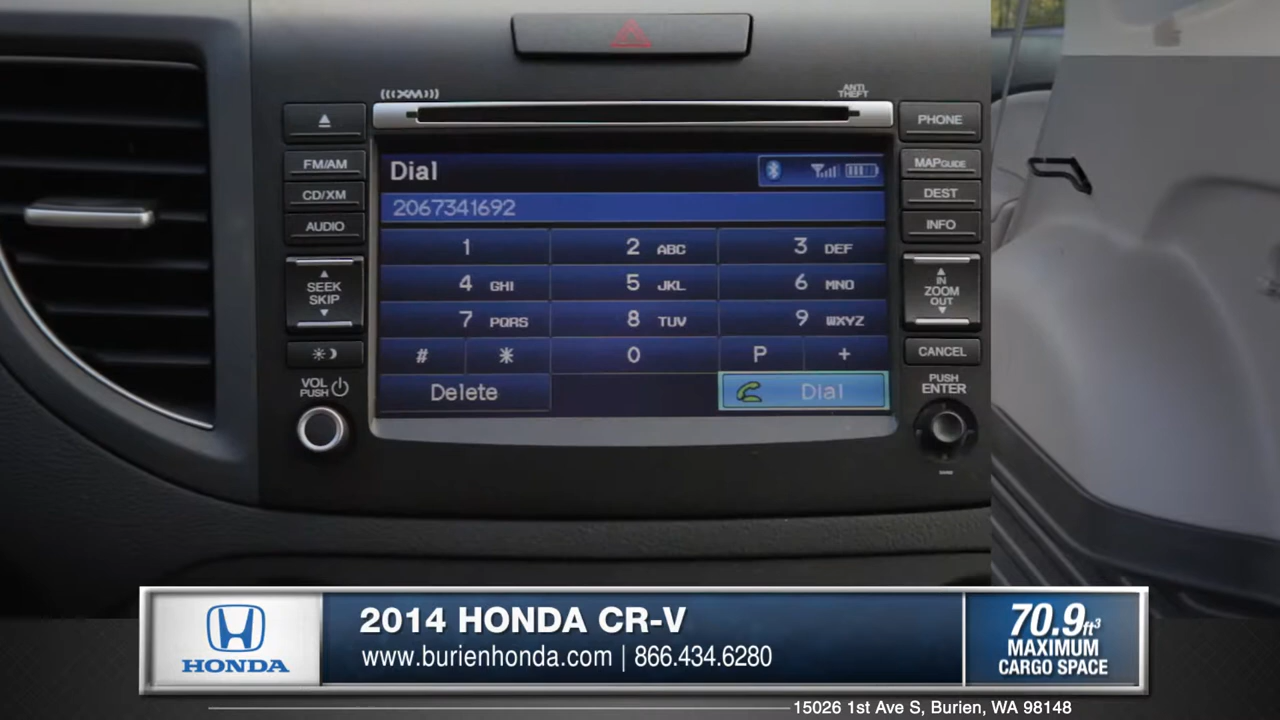 (((XM)))
ANTI
THEFT
PHONE
FM/AM
CD/XM
AUDIO
SEEK
SKIP
VOL
PUSH
MAPGUIDE
DEST
INFO
IN
ZOOM
OUT
CANCEL
PUSH
ENTER
Dial
2067341692
1
2 ABC
3 DEF
4 GHI
5 JKL
6 MNO
7 PQRS
8 TUV
9 WXYZ
# * 0 P +
Delete
Dial
HONDA
2014 HONDA CR-V
www.burienhonda.com | 866.434.6280
70.9ft³
MAXIMUM
CARGO SPACE
15026 1st Ave S, Burien, WA 98148